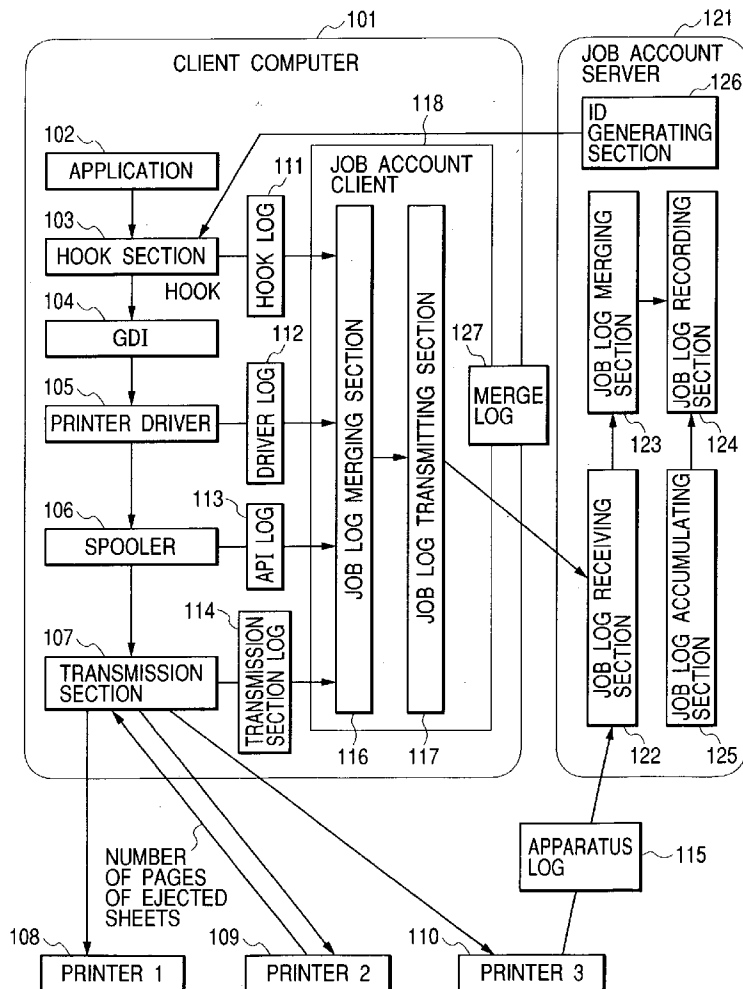 101
CLIENT COMPUTER
121
JOB ACCOUNT
SERVER
126
ID
GENERATING
SECTION
118
JOB ACCOUNT
CLIENT
102
APPLICATION
103
HOOK SECTION
HOOK
111
HOOK LOG
104
GDI
112
DRIVER LOG
105
PRINTER DRIVER
113
API LOG
106
SPOOLER
114
TRANSMISSION
SECTION LOG
107
TRANSMISSION
SECTION
JOB LOG MERGING SECTION
116
JOB LOG TRANSMITTING SECTION
117
127
MERGE
LOG
JOB LOG MERGING
SECTION
123
JOB LOG RECORDING
SECTION
124
JOB LOG RECEIVING
SECTION
122
JOB LOG ACCUMULATING
SECTION
125
NUMBER
OF PAGES
OF EJECTED
SHEETS
APPARATUS
LOG
115
108
PRINTER 1
109
PRINTER 2
110
PRINTER 3